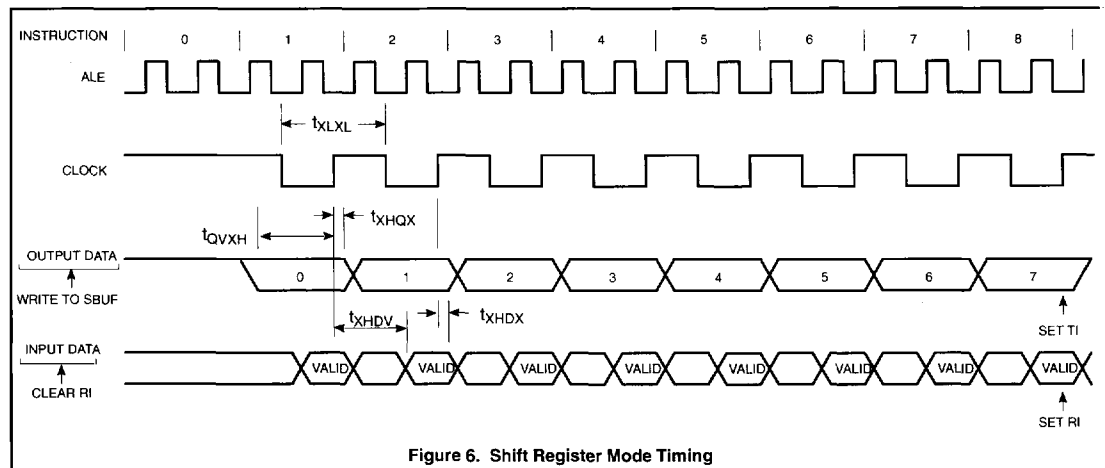 INSTRUCTION | 0 | 1 | 2 | 3 | 4 | 5 | 6 | 7 | 8 |
ALE
tXLXL
CLOCK
tXHQX
tQVXH
OUTPUT DATA
0 1 2 3 4 5 6 7
WRITE TO SBUF
tXHDV tXHDX
SET TI
INPUT DATA
VALID VALID VALID VALID VALID VALID VALID VALID
CLEAR RI
SET RI
Figure 6. Shift Register Mode Timing